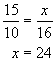 15/10 = x/16
x = 24